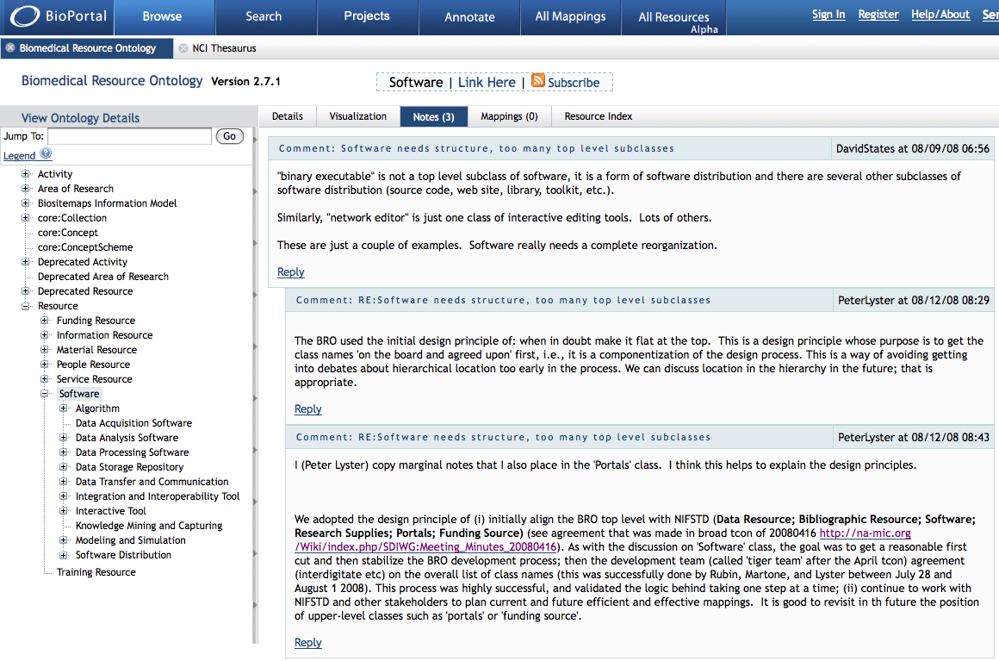 BioPortal
Browse
Search
Projects
Annotate
All Mappings
All Resources
Alpha
Sign In
Register
Help/About
Biomedical Resource Ontology
NCI Thesaurus
Biomedical Resource Ontology Version 2.7.1
Software | Link Here | Subscribe
View Ontology Details
Jump To:
Go
Legend
Activity
Area of Research
Biositemaps Information Model
core:Collection
core:Concept
core:ConceptScheme
Deprecated Activity
Deprecated Area of Research
Deprecated Resource
Resource
Funding Resource
Information Resource
Material Resource
People Resource
Service Resource
Software
Algorithm
Data Acquisition Software
Data Analysis Software
Data Processing Software
Data Storage Repository
Data Transfer and Communication
Integration and Interoperability Tool
Interactive Tool
Knowledge Mining and Capturing
Modeling and Simulation
Software Distribution
Training Resource
Details
Visualization
Notes (3)
Mappings (0)
Resource Index
Comment: Software needs structure, too many top level subclasses
DavidStates at 08/09/08 06:56
"binary executable" is not a top level subclass of software, it is a form of software distribution and there are several other subclasses of
software distribution (source code, web site, library, toolkit, etc.).
Similarly, "network editor" is just one class of interactive editing tools. Lots of others.
These are just a couple of examples. Software really needs a complete reorganization.
Reply
Comment: RE:Software needs structure, too many top level subclasses
PeterLyster at 08/12/08 08:29
The BRO used the initial design principle of: when in doubt make it flat at the top. This is a design principle whose purpose is to get the
class names 'on the board and agreed upon' first, i.e., it is a componentization of the design process. This is a way of avoiding getting
into debates about hierarchical location too early in the process. We can discuss location in the hierarchy in the future; that is
appropriate.
Reply
Comment: RE:Software needs structure, too many top level subclasses
PeterLyster at 08/12/08 08:43
I (Peter Lyster) copy marginal notes that I also place in the 'Portals' class. I think this helps to explain the design principles.
We adopted the design principle of (i) initially align the BRO top level with NIFSTD (Data Resource; Bibliographic Resource; Software;
Research Supplies; Portals; Funding Source) (see agreement that was made in broad tcon of 20080416 http://na-mic.org
/Wiki/index.php/SDIWG:Meeting_Minutes_20080416). As with the discussion on 'Software' class, the goal was to get a reasonable first
cut and then stabilize the BRO development process; then the development team (called 'tiger team' after the April tcon) agreement
(interdigitate etc) on the overall list of class names (this was successfully done by Rubin, Martone, and Lyster between July 28 and
August 1 2008). This process was highly successful, and validated the logic behind taking one step at a time; (ii) continue to work with
NIFSTD and other stakeholders to plan current and future efficient and effective mappings. It is good to revisit in th future the position
of upper-level classes such as 'portals' or 'funding source'.
Reply